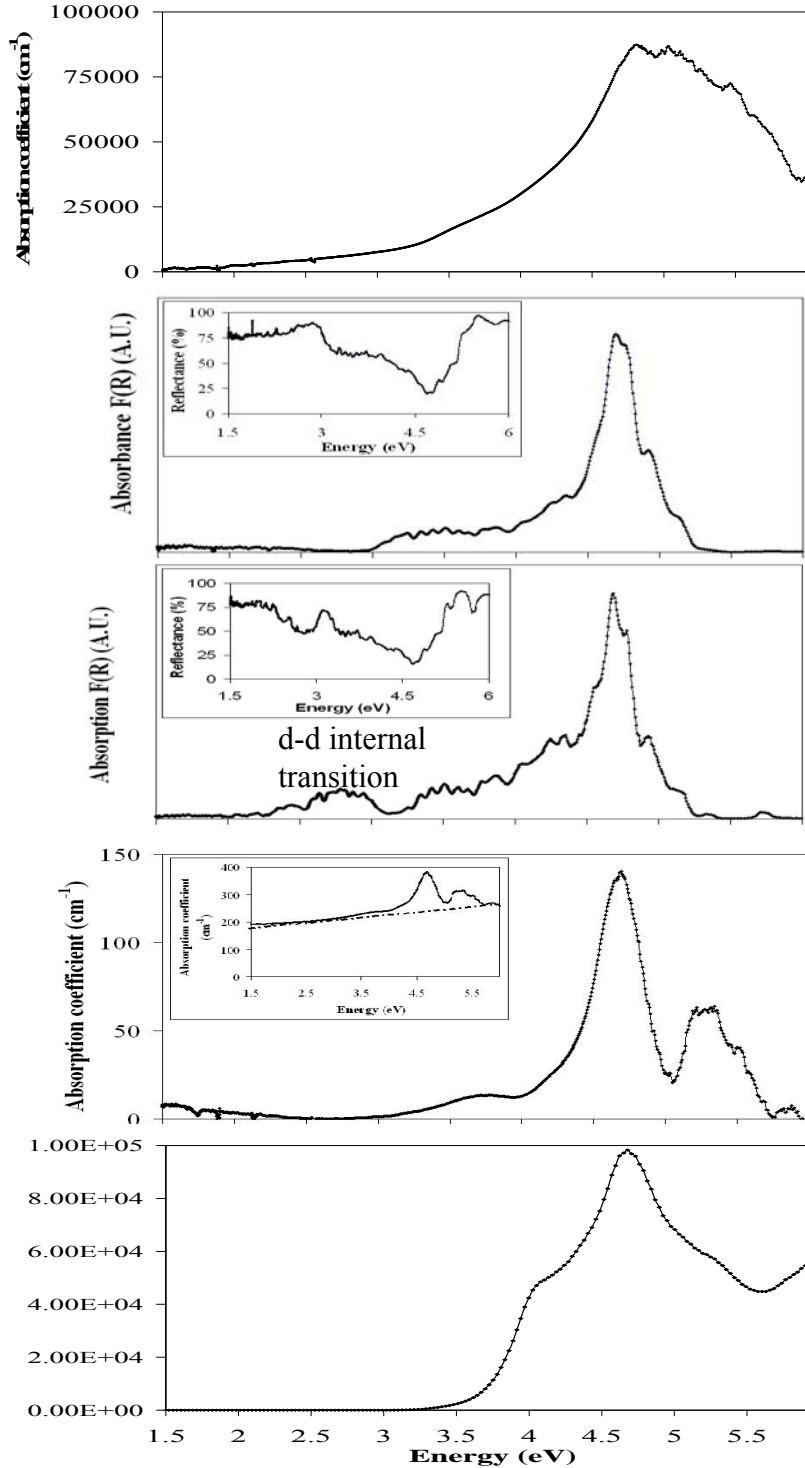 100000
75000
50000
25000
0
Absorption coefficient (cm-1)
Absorbance F(R) (A.U.)
100
75
50
25
0
Reflectance (%)
1.5 3 4.5 6
Energy (eV)
Absorption F(R) (A.U.)
100
75
50
25
0
Reflectance (%)
1.5 3 4.5 6
Energy (eV)
d-d internal
transition
150
100
50
0
Absorption coefficient (cm-1)
400
300
200
100
0
Absorption coefficient
(cm-1)
1.5 2.5 3.5 4.5 5.5
Energy (eV)
1.00E+05
8.00E+04
6.00E+04
4.00E+04
2.00E+04
0.00E+00
1.5 2 2.5 3 3.5 4 4.5 5 5.5
Energy (eV)